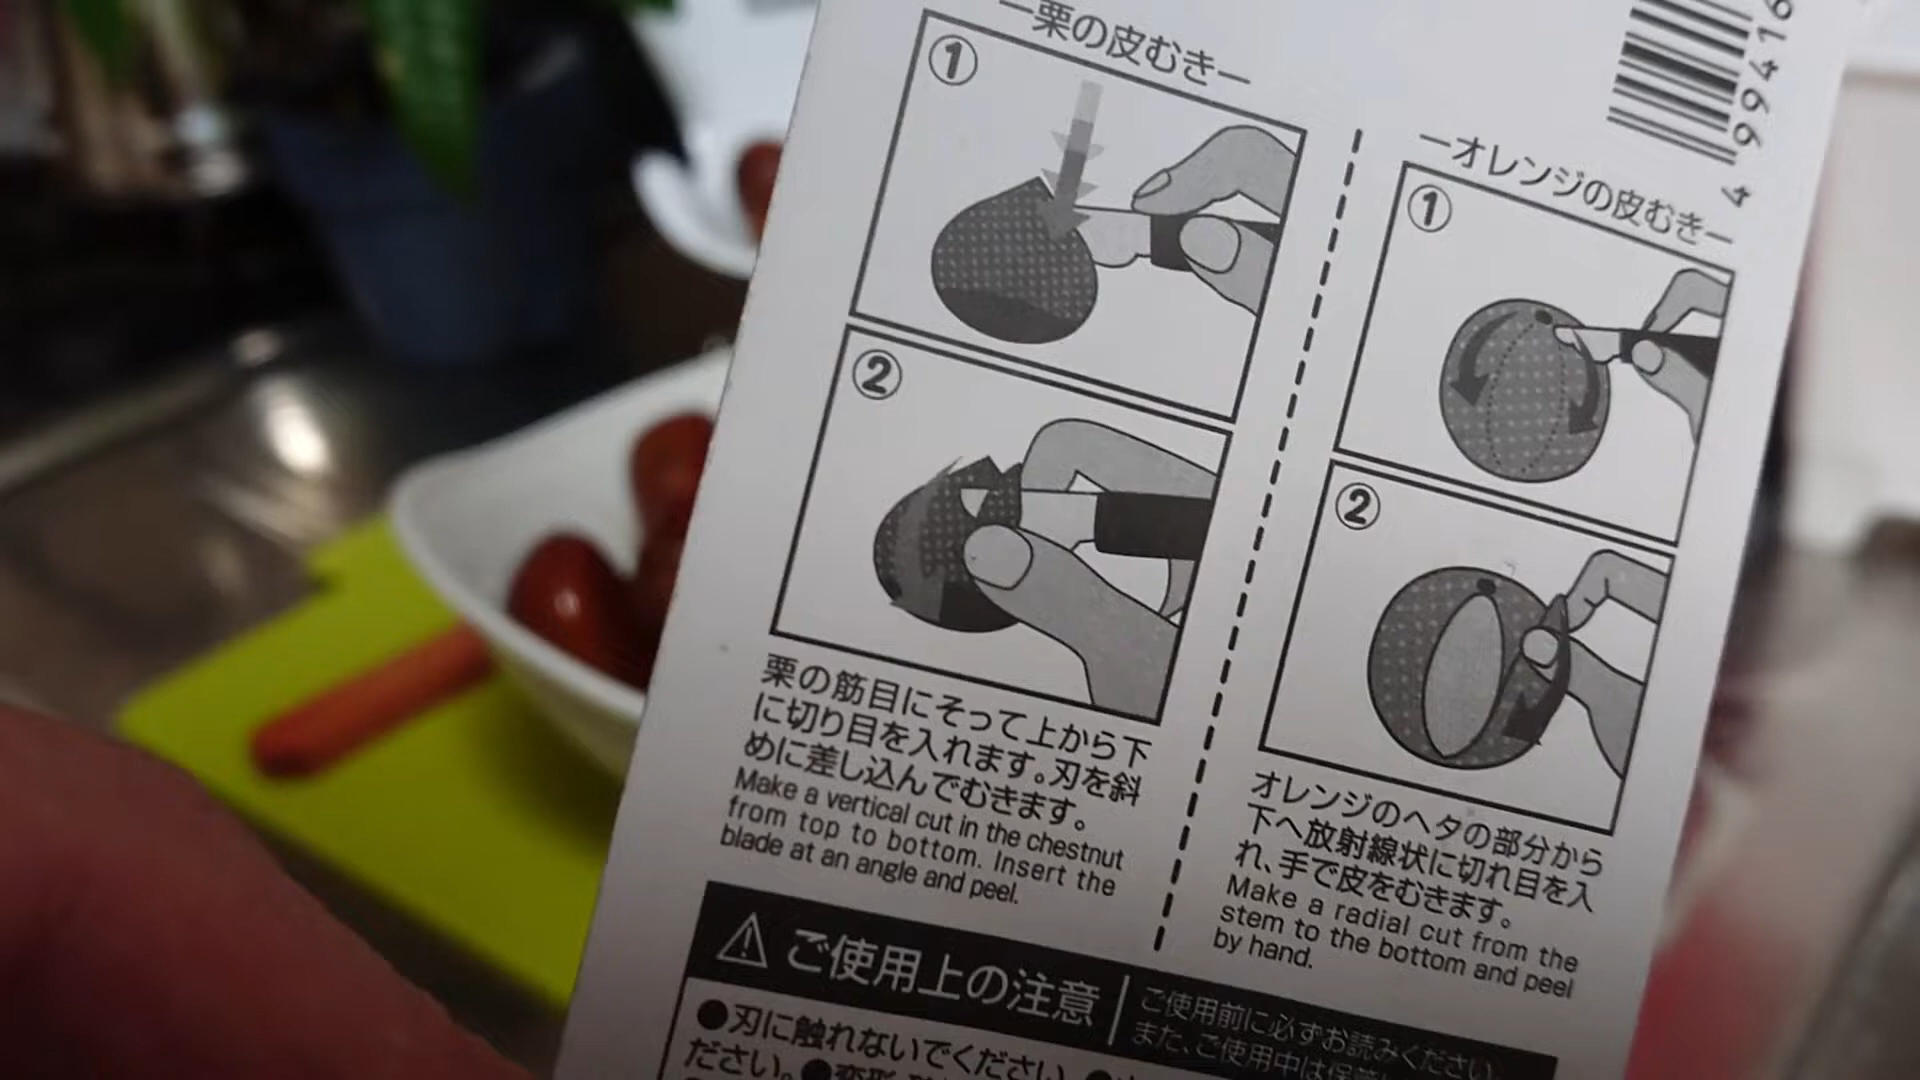 ー栗の皮むきー
①
②
栗の筋目にそって上から下
に切り目を入れます。刃を斜
めに差し込んでむきます。
Make a vertical cut in the chestnut
from top to bottom. Insert the
blade at an angle and peel.
ーオレンジの皮むきー
①
②
オレンジのヘタの部分から
下へ放射線状に切れ目を入
れ、手で皮をむきます。
Make a radial cut from the
stem to the bottom and peel
by hand.
4 99416
ご使用上の注意
ご使用前に必ずお読みください。
また、ご使用中は保
●刃に触れないでください
ださい。●変形